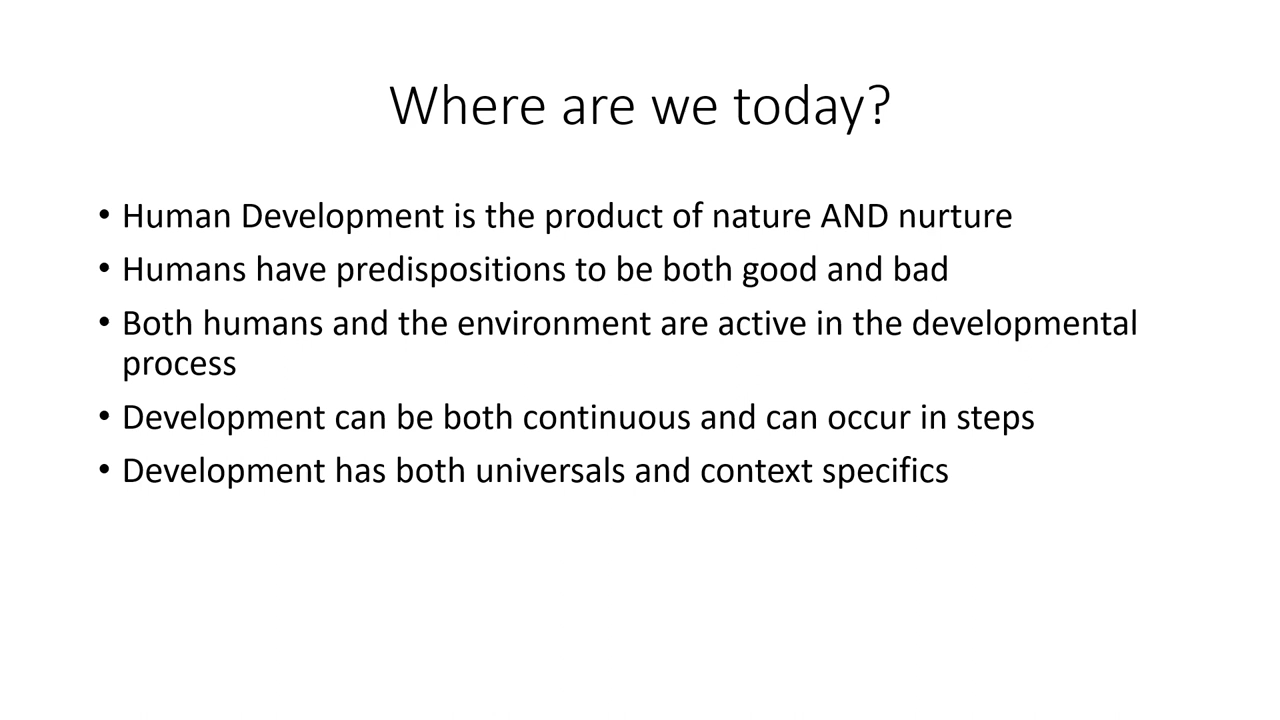 Where are we today?
• Human Development is the product of nature AND nurture
• Humans have predispositions to be both good and bad
• Both humans and the environment are active in the developmental
process
• Development can be both continuous and can occur in steps
• Development has both universals and context specifics